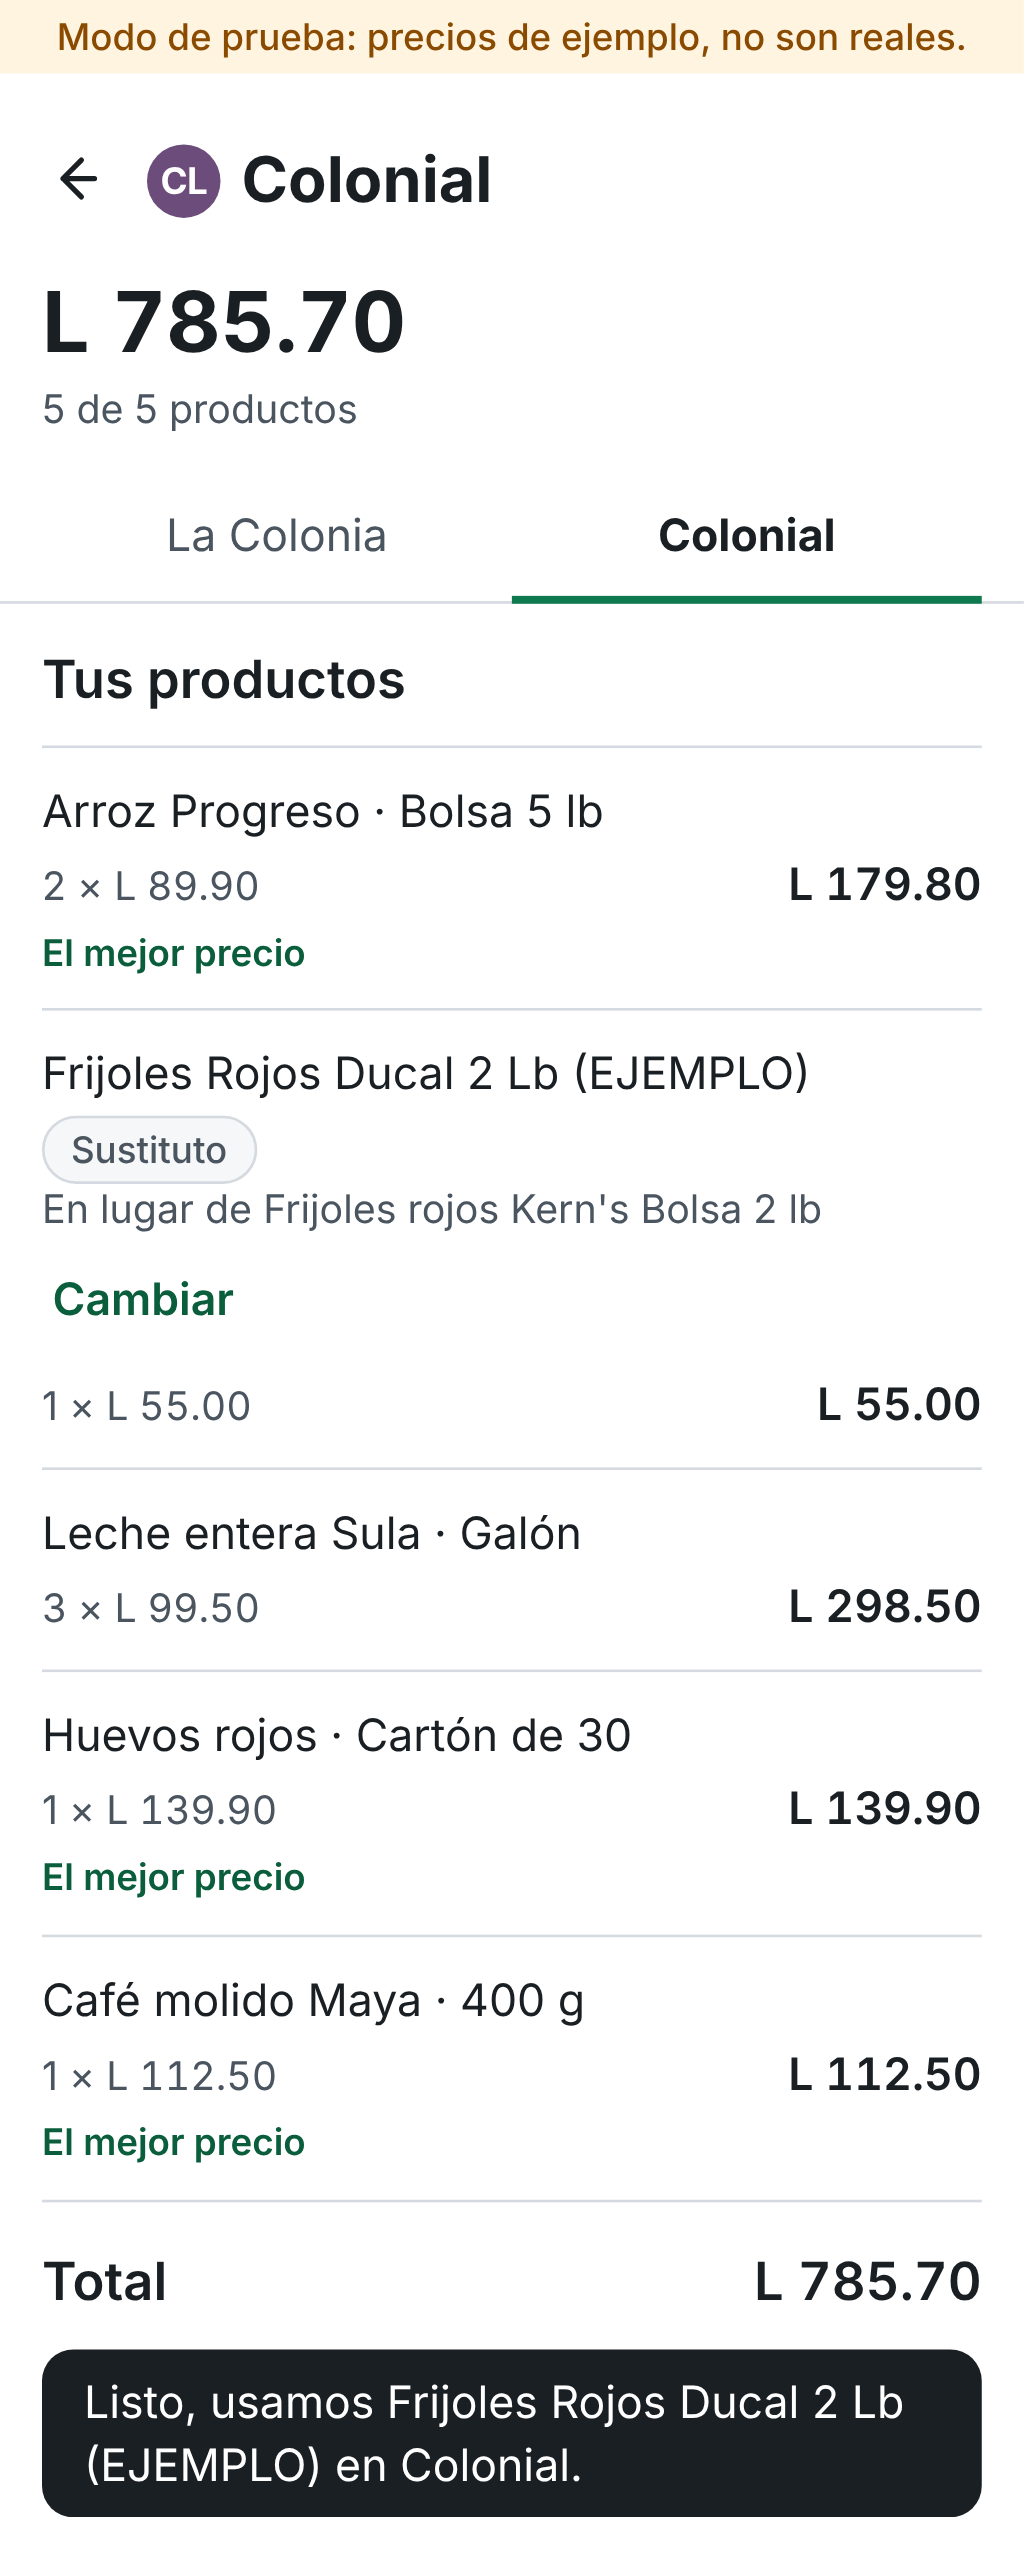 Modo de prueba: precios de ejemplo, no son reales.
CL Colonial
L 785.70
5 de 5 productos
La Colonia Colonial
Tus productos
Arroz Progreso · Bolsa 5 lb
2 × L 89.90 L 179.80
El mejor precio
Frijoles Rojos Ducal 2 Lb (EJEMPLO)
Sustituto
En lugar de Frijoles rojos Kern's Bolsa 2 lb
Cambiar
1 × L 55.00 L 55.00
Leche entera Sula · Galón
3 × L 99.50 L 298.50
Huevos rojos · Cartón de 30
1 × L 139.90 L 139.90
El mejor precio
Café molido Maya · 400 g
1 × L 112.50 L 112.50
El mejor precio
Total L 785.70
Listo, usamos Frijoles Rojos Ducal 2 Lb
(EJEMPLO) en Colonial.